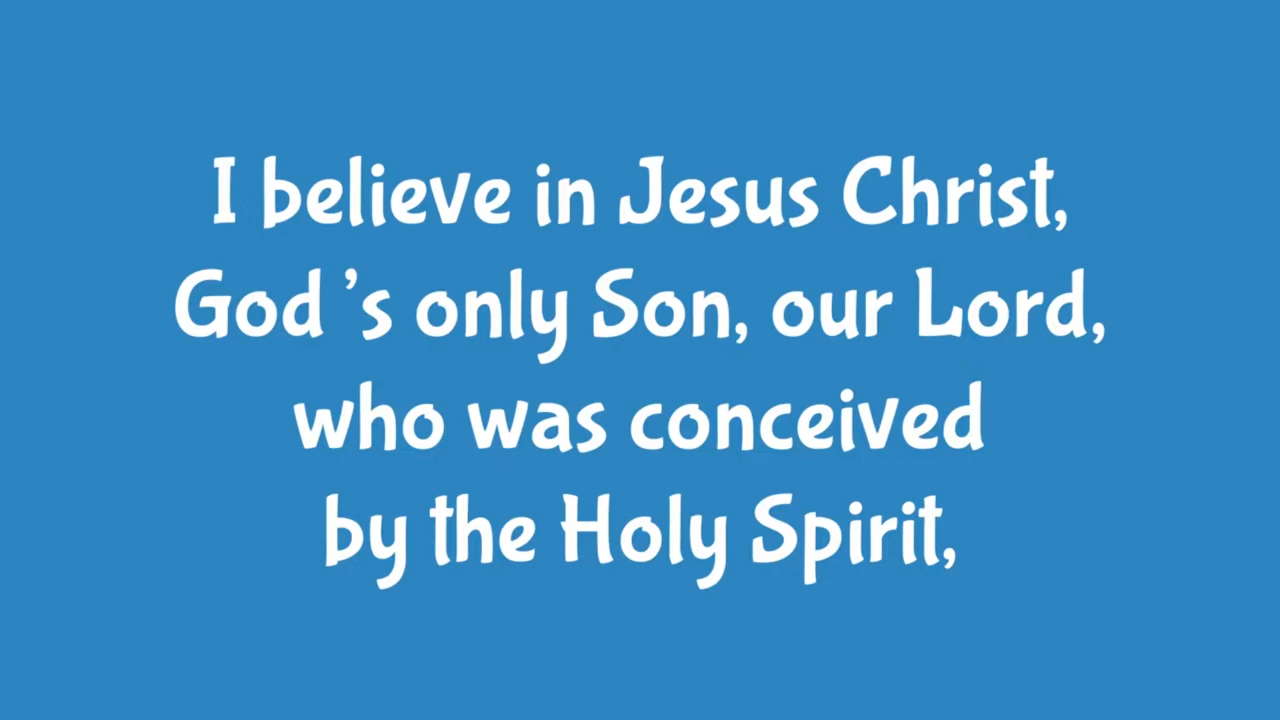 I believe in Jesus Christ,
God ’s only Son, our Lord,
who was conceived
by the Holy Spirit,